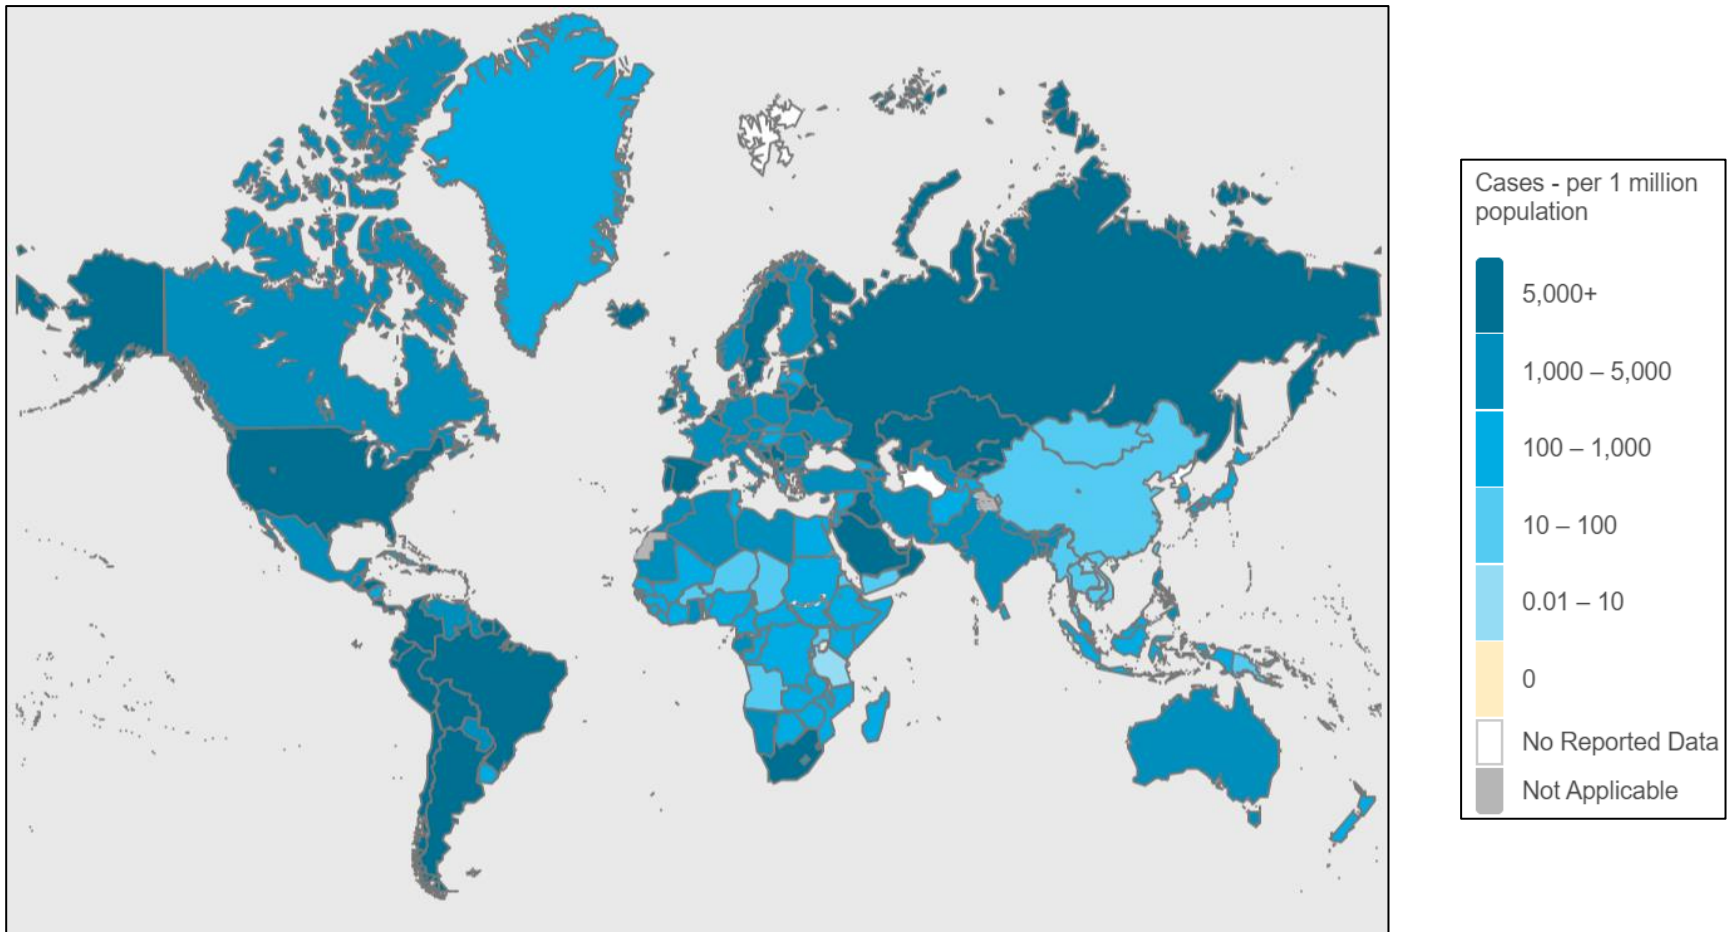 Cases - per 1 million
population
5,000+
1,000 – 5,000
100 – 1,000
10 – 100
0.01 – 10
0
No Reported Data
Not Applicable